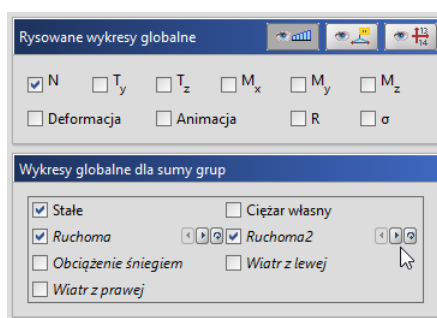 Rysowane wykresy globalne
N Ty Tz Mx My Mz
Deformacja Animacja R σ
Wykresy globalne dla sumy grup
Stałe Ciężar własny
Ruchoma Ruchoma2
Obciążenie śniegiem Wiatr z lewej
Wiatr z prawej